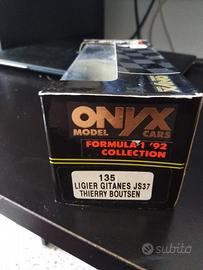 ONYX
MODEL CARS
FORMULA 1 '92
COLLECTION
135
LIGIER GITANES JS37
THIERRY BOUTSEN
subito